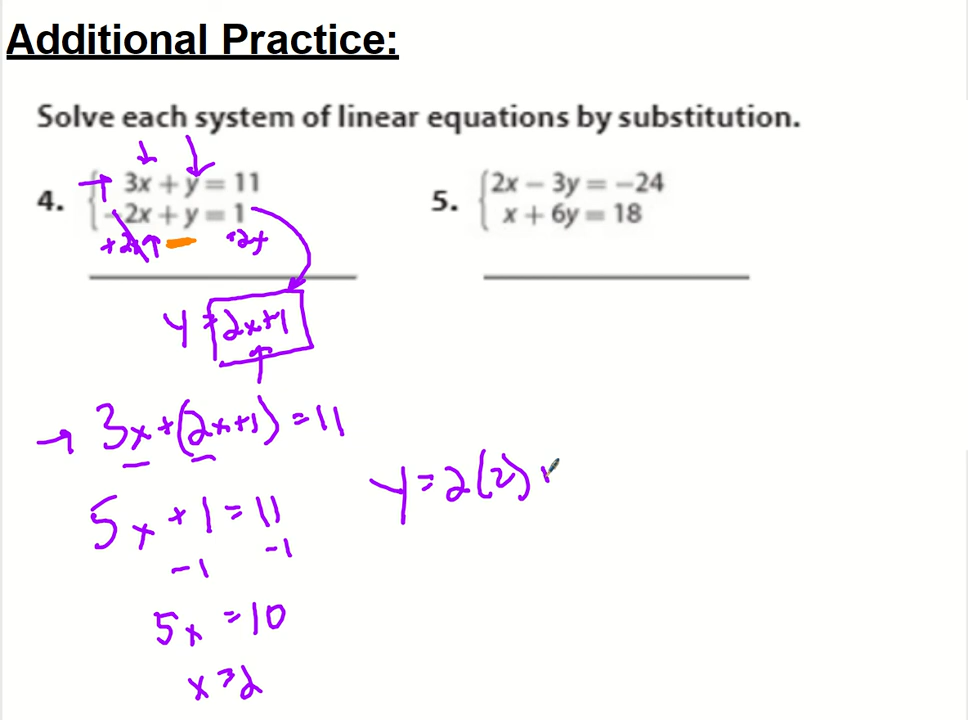 Additional Practice:
Solve each system of linear equations by substitution.
4. 3x + y = 11
-2x + y = 1
+2x +2x
y = 2x+1
→ 3x+(2x+1)=11
5x+1=11
-1 -1
5x=10
x=2
y=2(2)
5. 2x - 3y = -24
x + 6y = 18